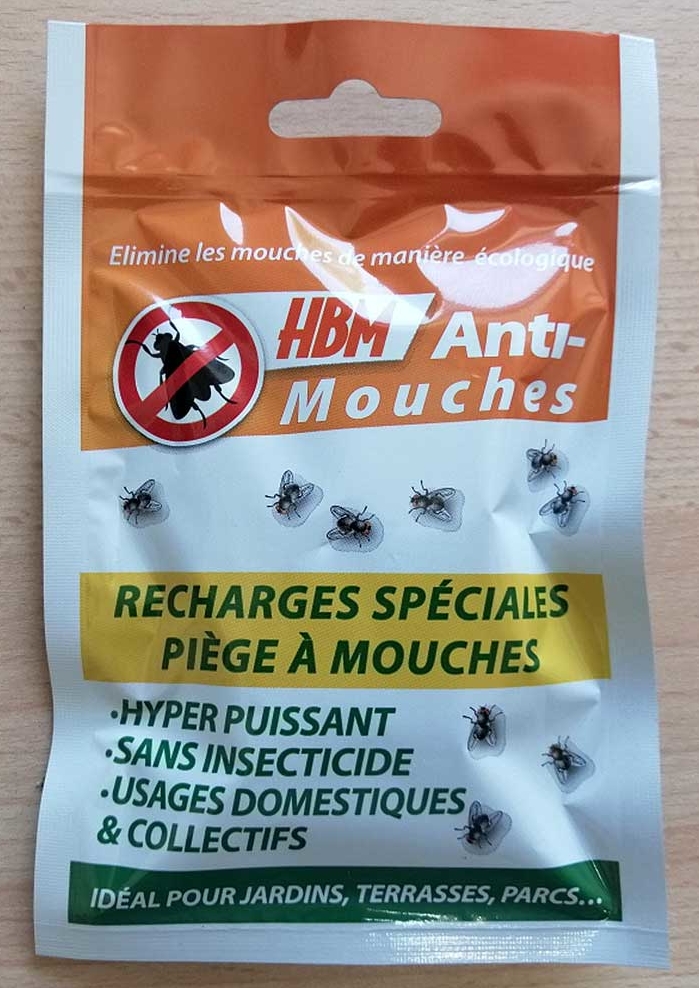 Elimine les mouches de manière écologique
HBM Anti-
Mouches
RECHARGES SPÉCIALES
PIÈGE À MOUCHES
•HYPER PUISSANT
•SANS INSECTICIDE
•USAGES DOMESTIQUES
& COLLECTIFS
IDÉAL POUR JARDINS, TERRASSES, PARCS...